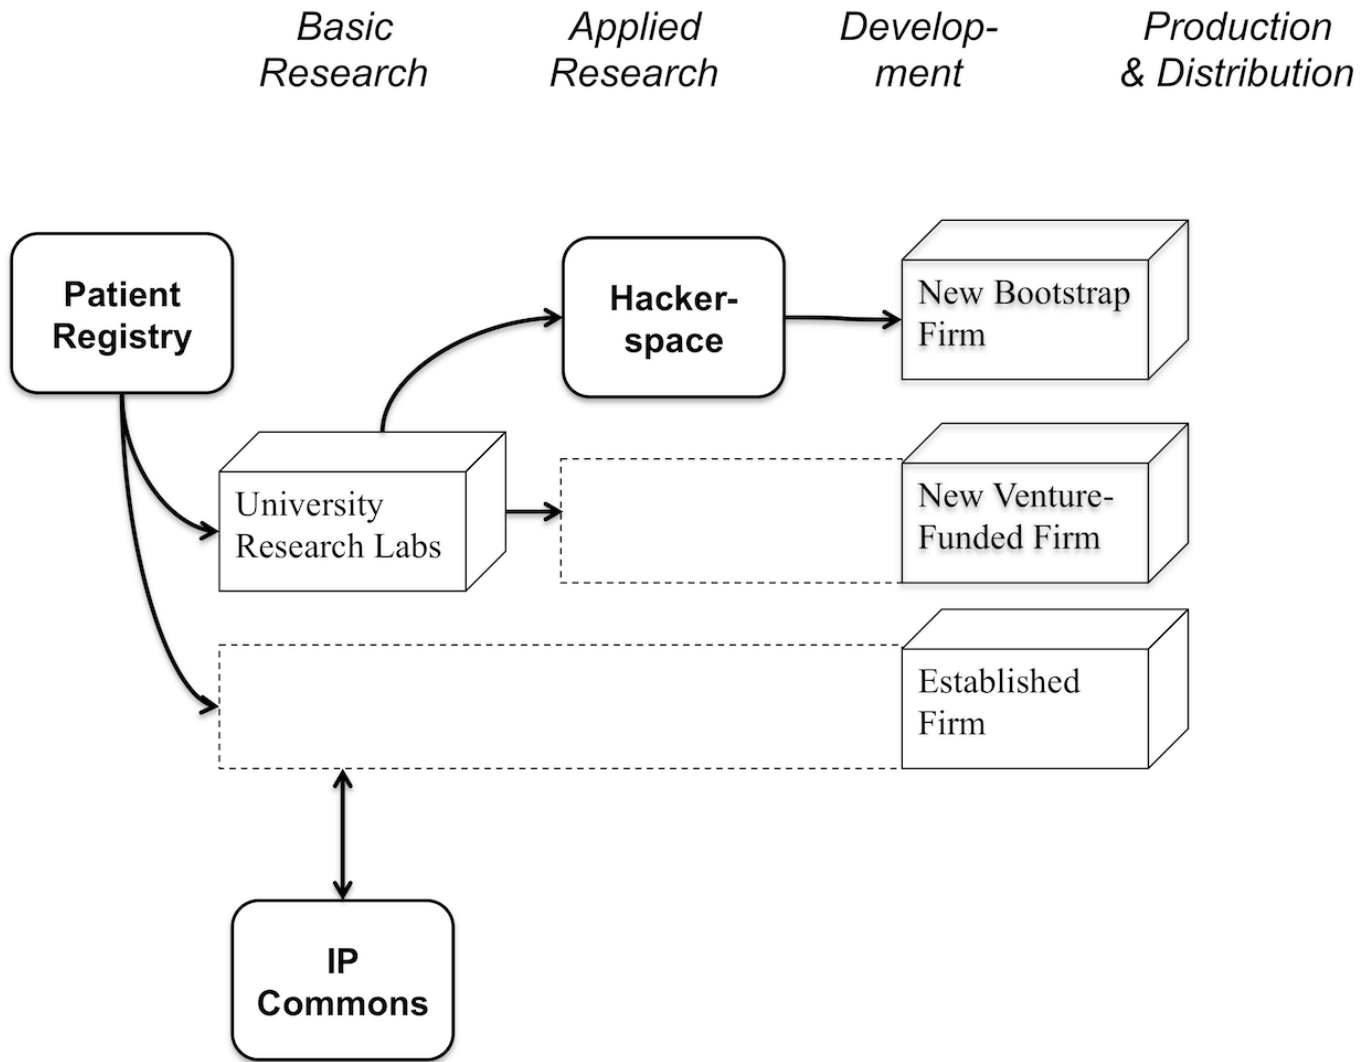 Basic
Research
Applied
Research
Develop-
ment
Production
& Distribution
Patient
Registry
Hacker-
space
New Bootstrap
Firm
University
Research Labs
New Venture-
Funded Firm
Established
Firm
IP
Commons